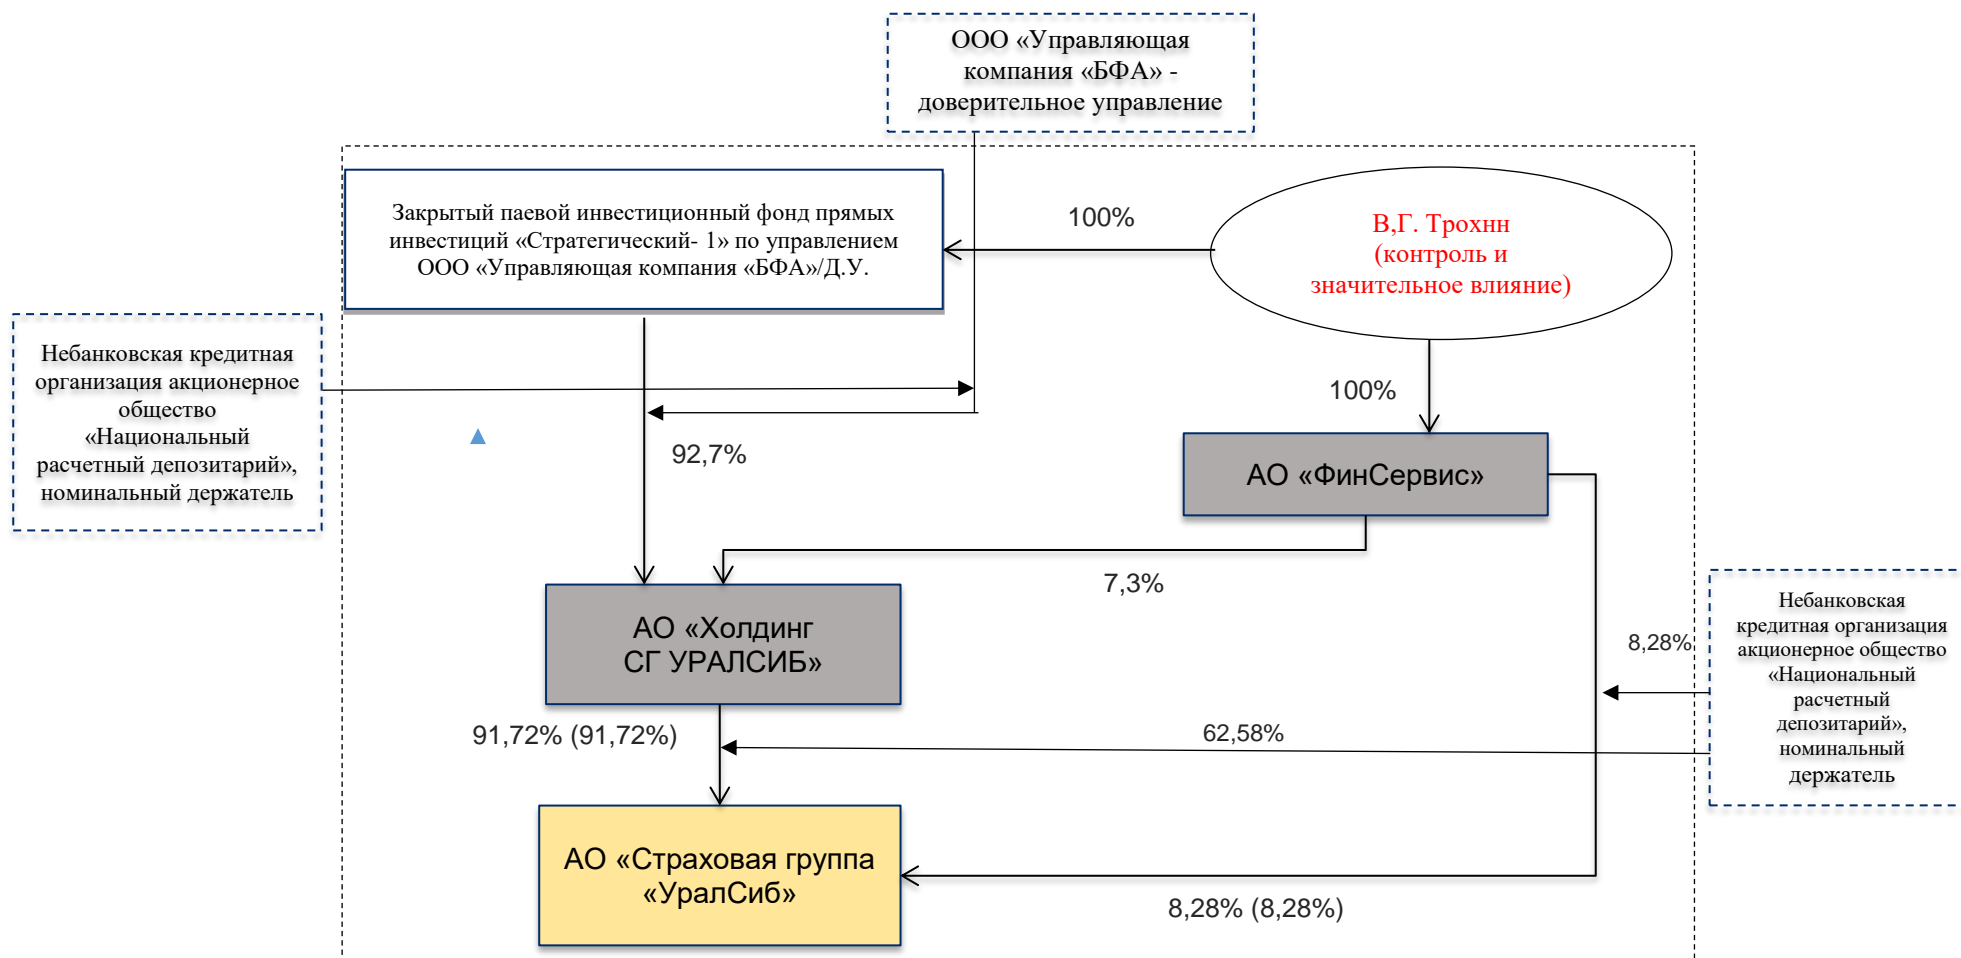 ООО «Управляющая
компания «БФА» -
доверительное управление
Закрытый паевой инвестиционный фонд прямых
инвестиций «Стратегический- 1» по управлением
ООО «Управляющая компания «БФА»/Д.У.
100%
В,Г. Трохнн
(контроль и
значительное влияние)
Небанковская кредитная
организация акционерное
общество
«Национальный
расчетный депозитарий»,
номинальный держатель
100%
92,7%
АО «ФинСервис»
7,3%
АО «Холдинг
СГ УРАЛСИБ»
8,28%
Небанковская
кредитная организация
акционерное общество
«Национальный
расчетный
депозитарий»,
номинальный
держатель
91,72% (91,72%)
62,58%
АО «Страховая группа
«УралСиб»
8,28% (8,28%)